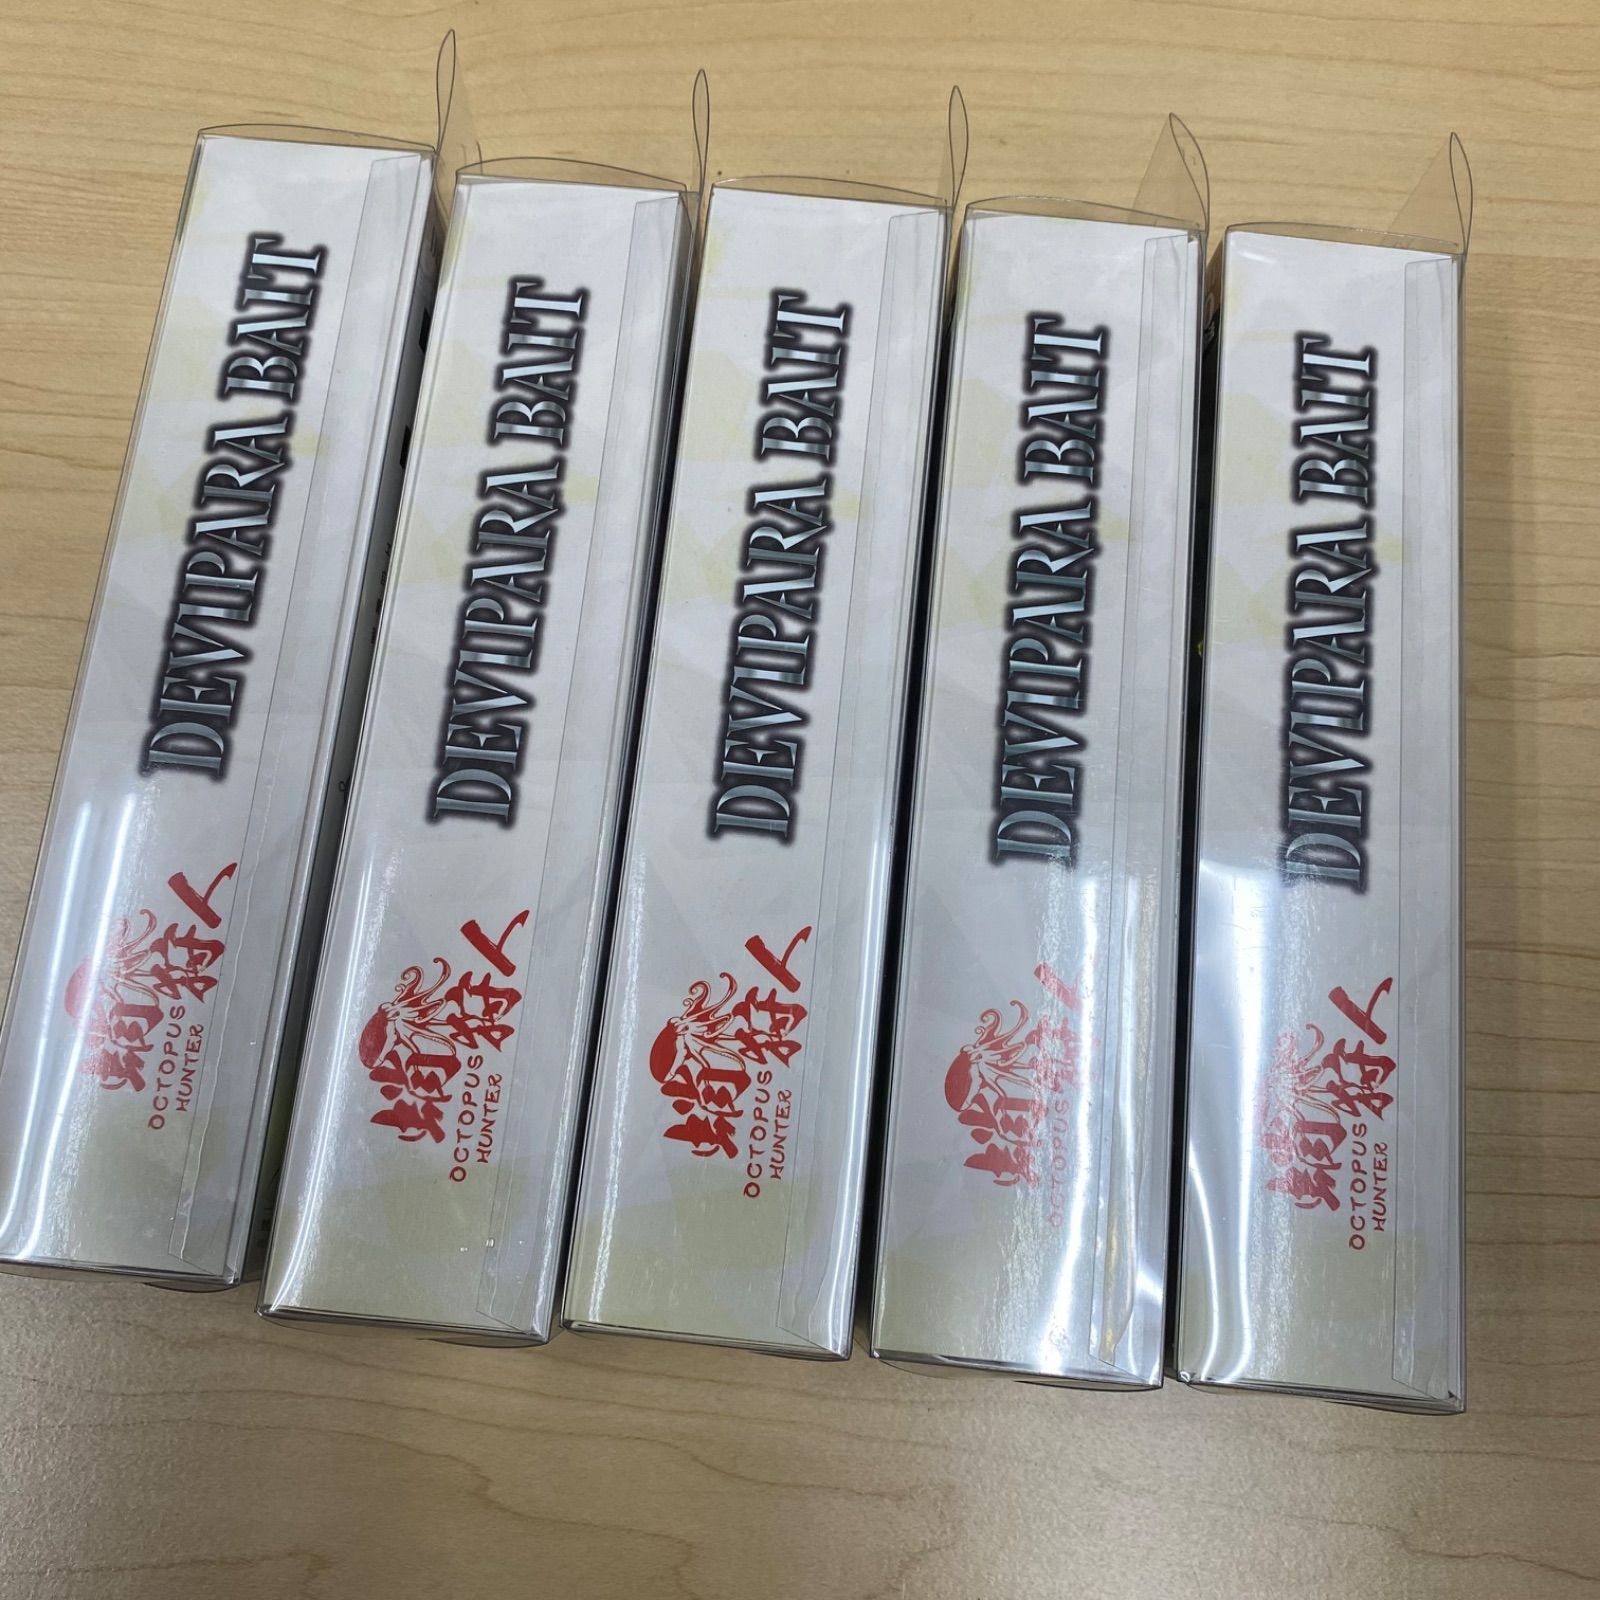 DEVIPARA BAIT
蛸狩人
OCTOPUS
HUNTER
DEVIPARA BAIT
蛸狩人
OCTOPUS
HUNTER
DEVIPARA BAIT
蛸狩人
OCTOPUS
HUNTER
DEVIPARA BAIT
蛸狩人
OCTOPUS
HUNTER
DEVIPARA BAIT
蛸狩人
OCTOPUS
HUNTER